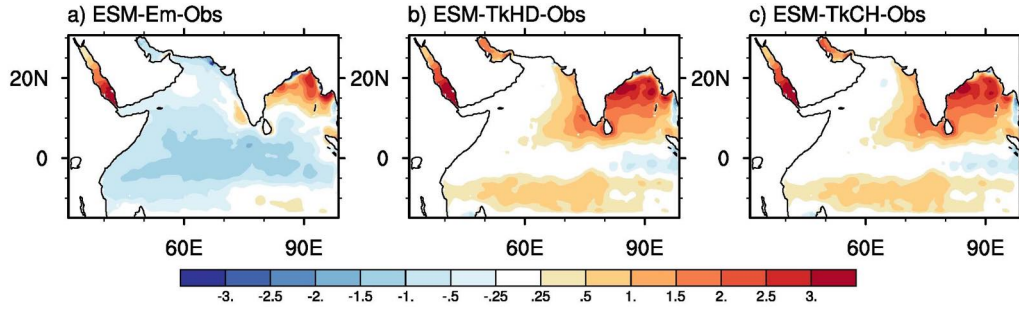 a) ESM-Em-Obs
b) ESM-TkHD-Obs
c) ESM-TkCH-Obs
20N
0
60E
90E
20N
0
60E
90E
20N
0
60E
90E
-3. -2.5 -2. -1.5 -1. -.5 -.25 .25 .5 1. 1.5 2. 2.5 3.